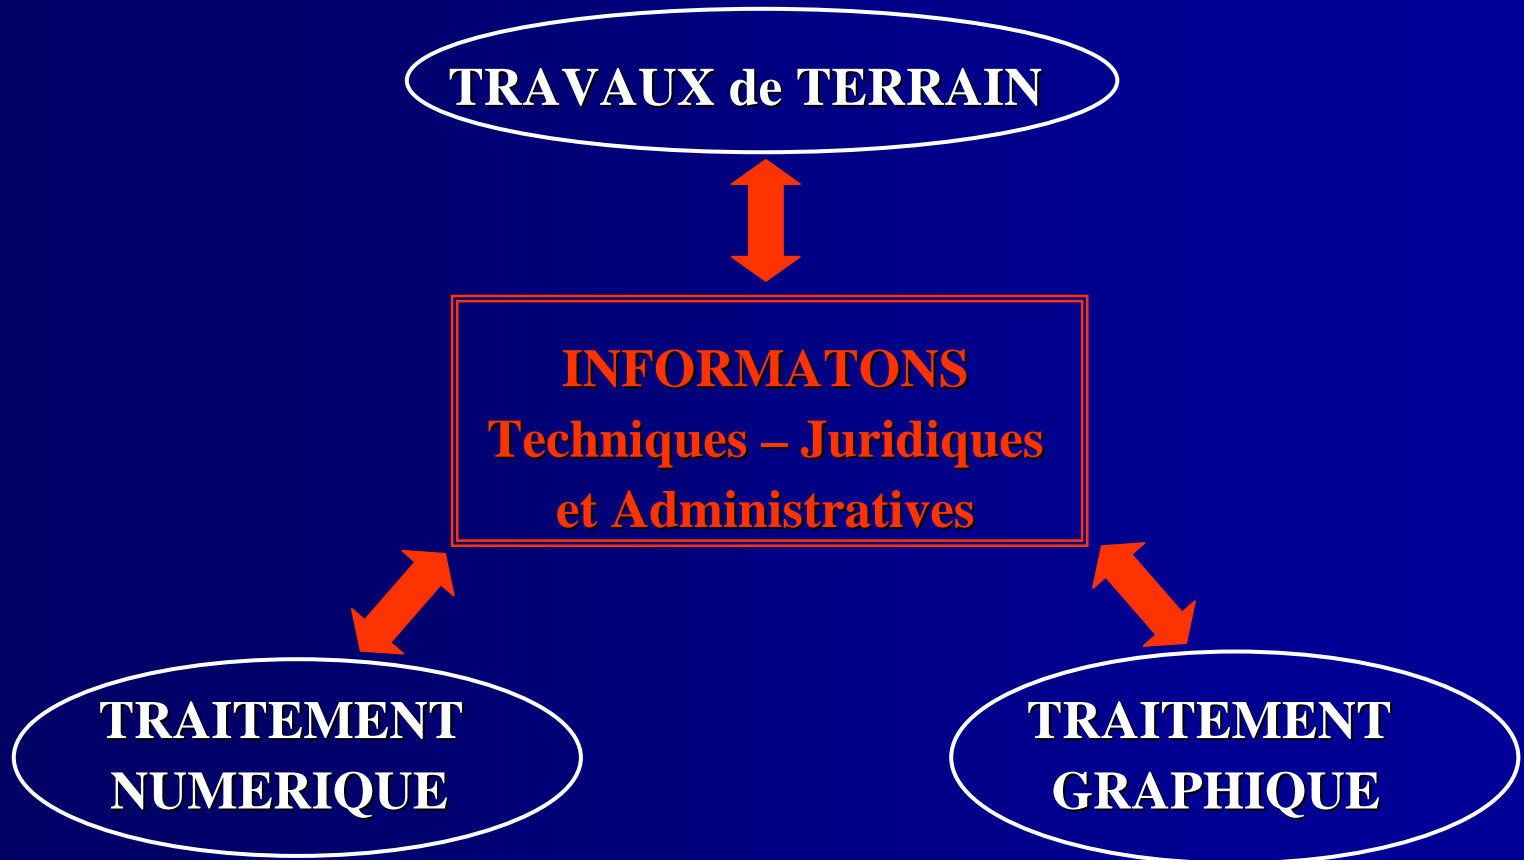 TRAVAUX de TERRAIN
INFORMATONS
Techniques – Juridiques
et Administratives
TRAITEMENT
NUMERIQUE
TRAITEMENT
GRAPHIQUE